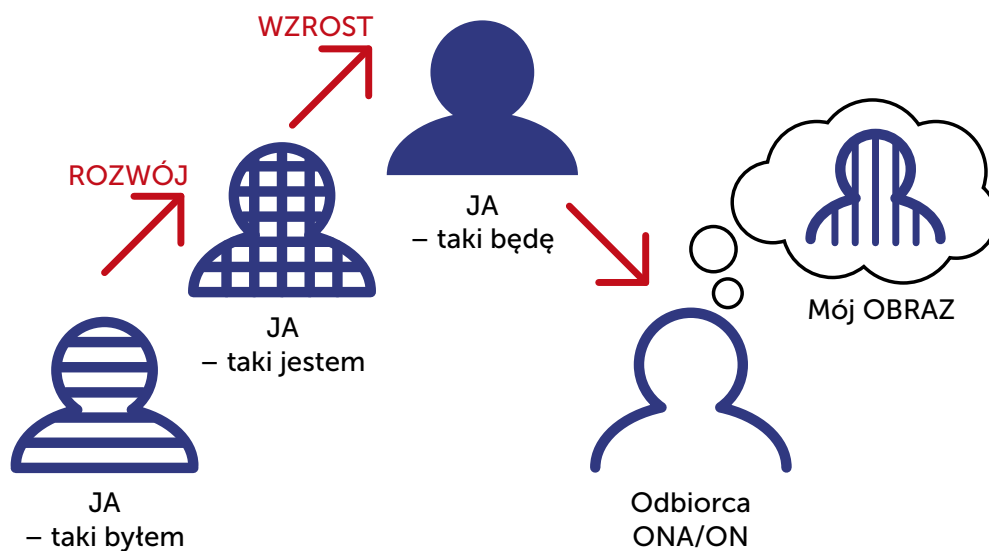 WZROST
ROZWÓJ
JA
– taki będę
Mój OBRAZ
JA
– taki jestem
JA
– taki byłem
Odbiorca
ONA/ON